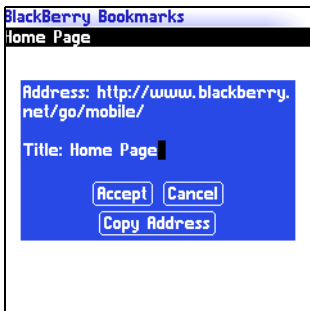 BlackBerry Bookmarks
Home Page
Address: http://www.blackberry.
net/go/mobile/
Title: Home Page
Accept Cancel
Copy Address